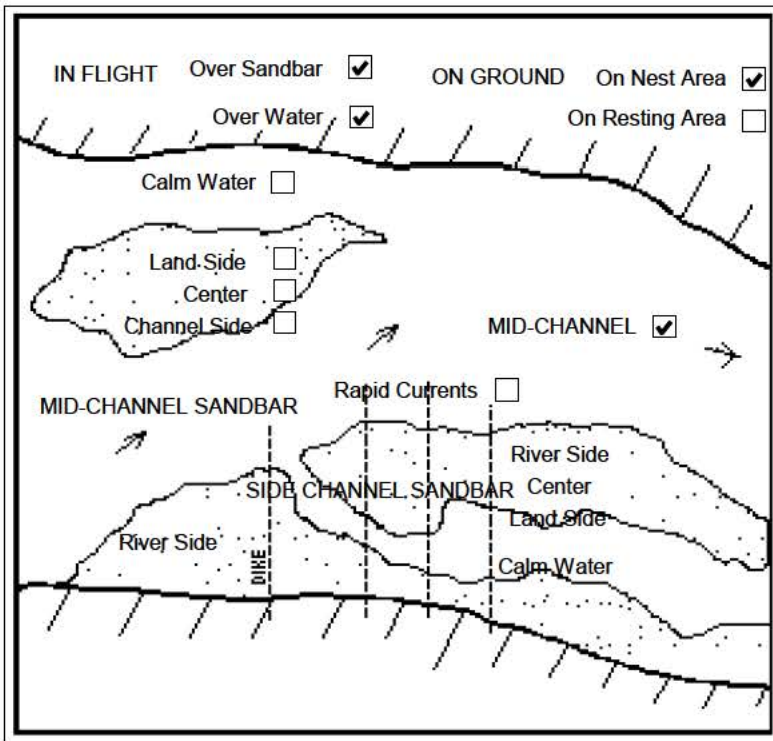 IN FLIGHT Over Sandbar ON GROUND On Nest Area
Over Water On Resting Area
Calm Water
Land Side
Center
Channel Side
MID-CHANNEL
Rapid Currents
MID-CHANNEL SANDBAR
River Side
SIDE CHANNEL SANDBAR Center
Land Side
River Side
DIKE
Calm Water